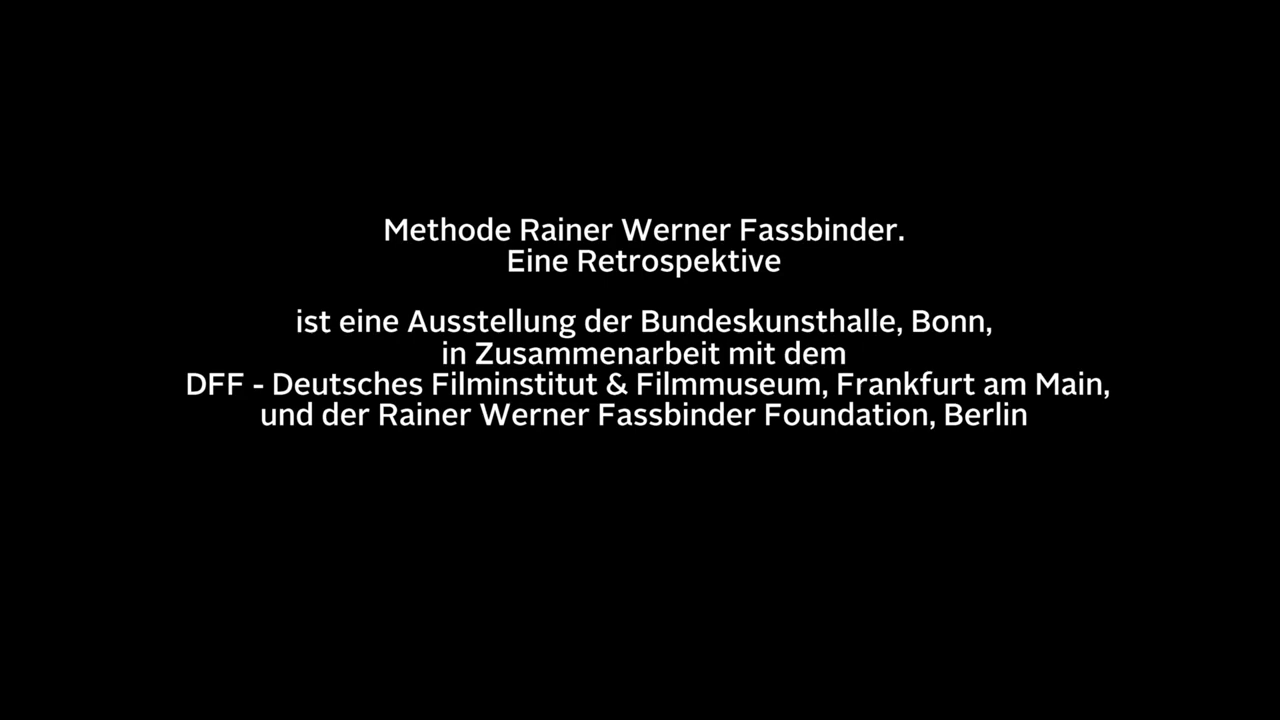 Methode Rainer Werner Fassbinder.
Eine Retrospektive
ist eine Ausstellung der Bundeskunsthalle, Bonn,
in Zusammenarbeit mit dem
DFF - Deutsches Filminstitut & Filmmuseum, Frankfurt am Main,
und der Rainer Werner Fassbinder Foundation, Berlin